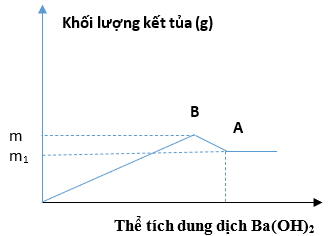 Khối lượng kết tủa (g)
B
A
m
m₁
Thể tích dung dịch Ba(OH)₂